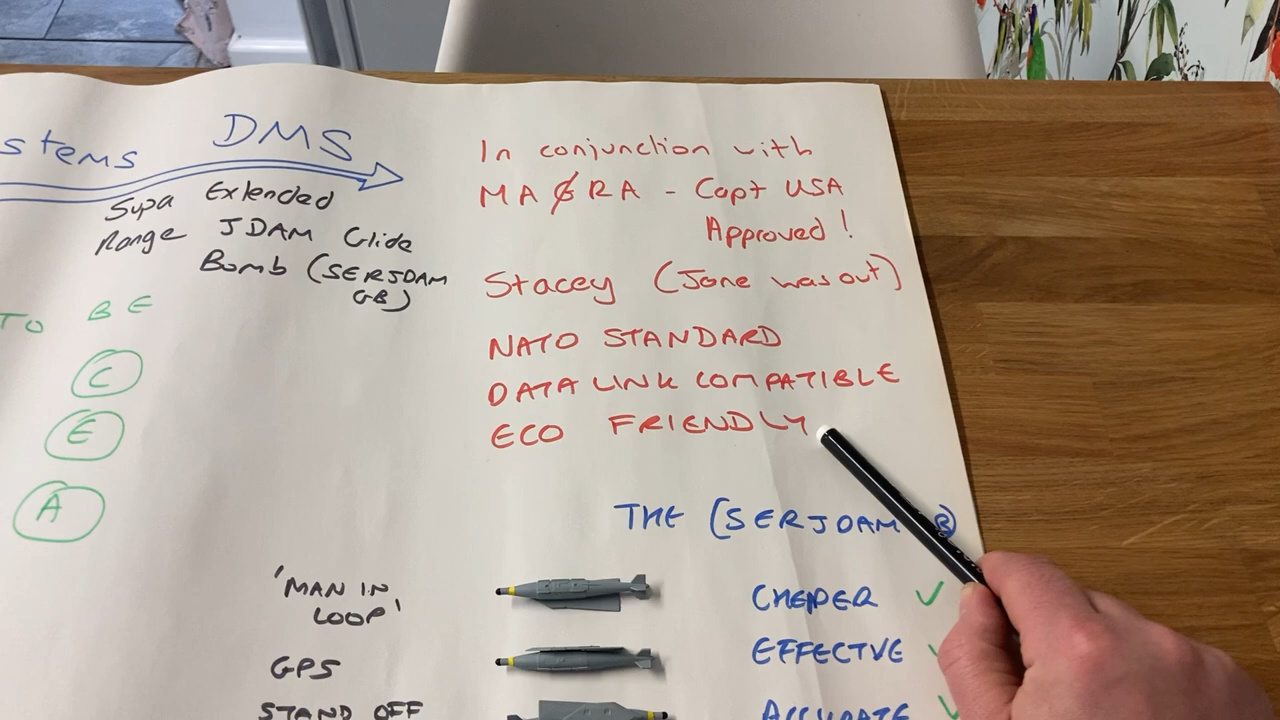 stems DMS
Supa Extended
Range JDAM Glide
Bomb (SERJDAM
GB)
TO BE
C
E
A
In conjunction with
MAGRA - Capt USA
Approved!
Stacey (Jane was out)
NATO STANDARD
DATA LINK COMPATIBLE
ECO FRIENDLY
THE (SERJDAM B)
'MAN IN
LOOP'
GPS
STAND OFF
CHEAPER ✓
EFFECTVE ✓
ACCURATE ✓